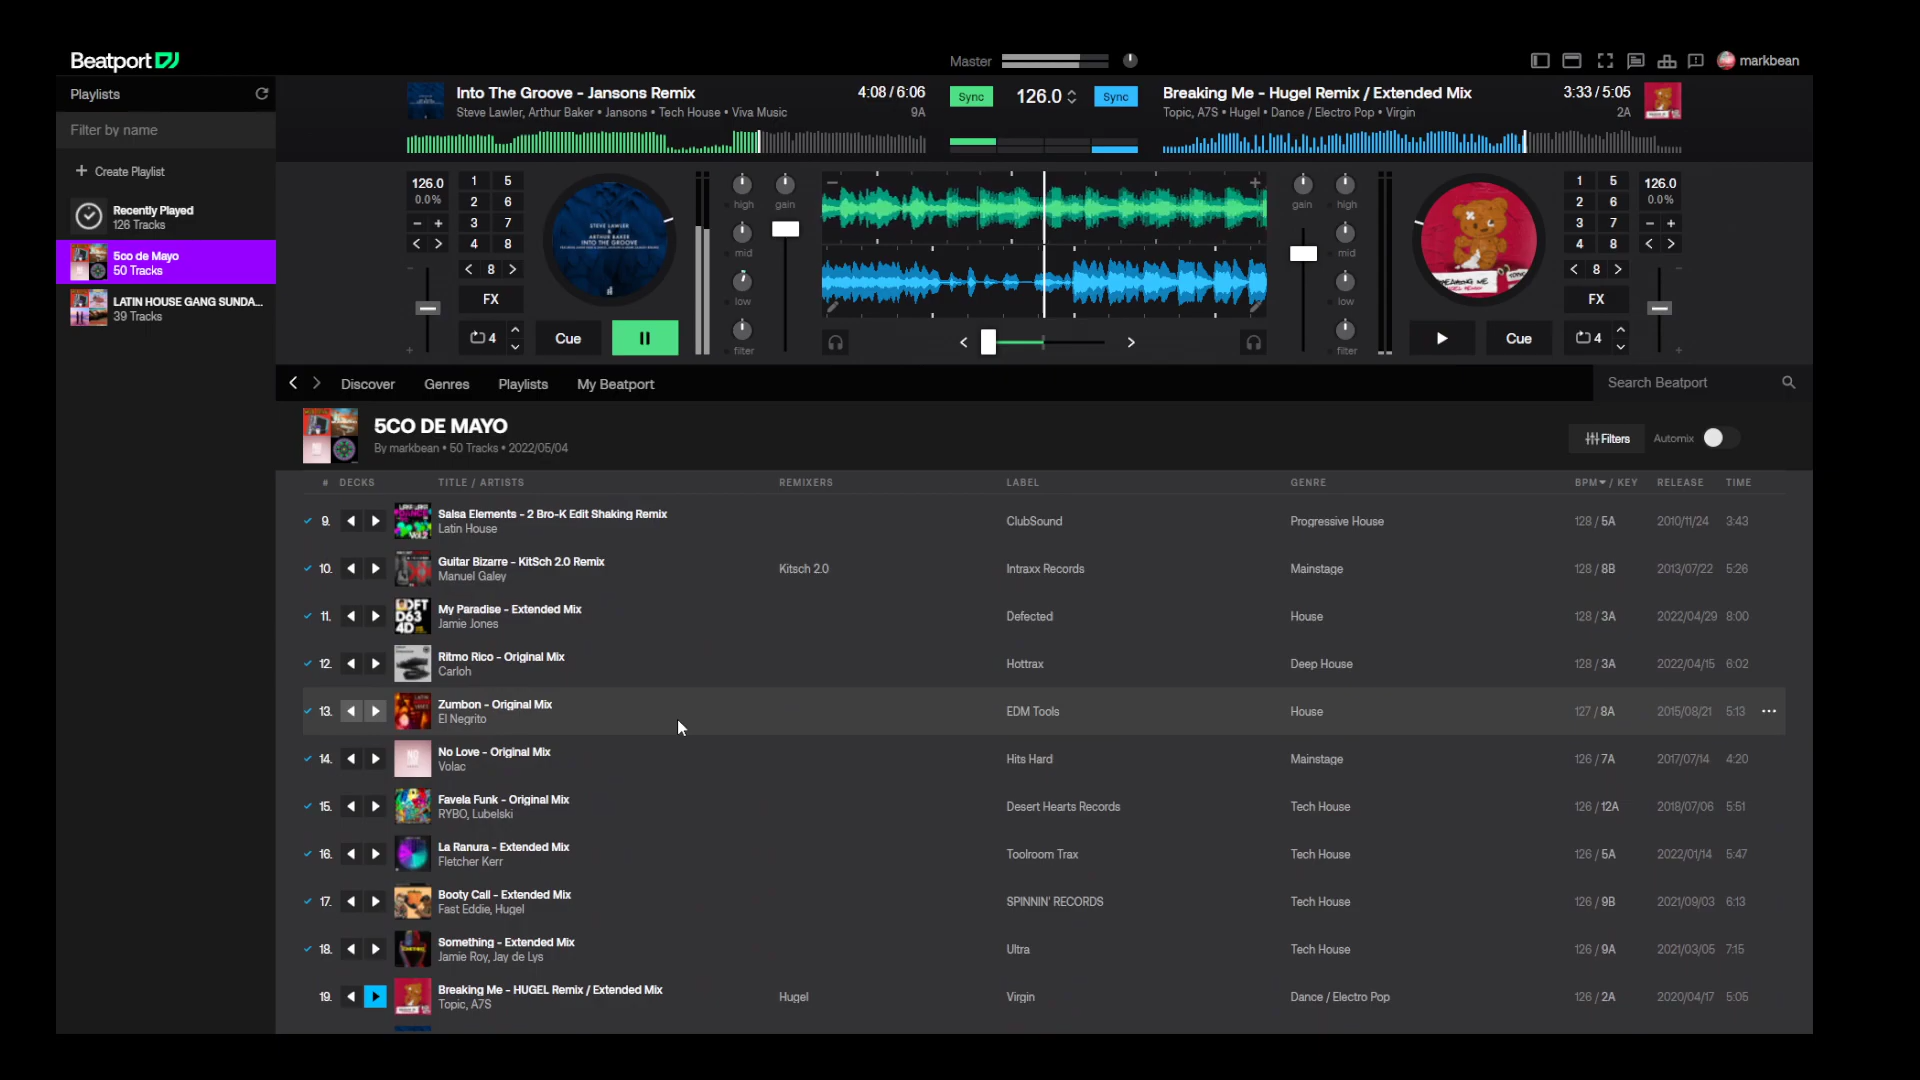 Beatport DJ
Master
markbean
Playlists
Filter by name
Create Playlist
Recently Played
126 Tracks
5co de Mayo
50 Tracks
LATIN HOUSE GANG SUNDA...
39 Tracks
Into The Groove - Jansons Remix
4:08 / 6:06
Steve Lawler, Arthur Baker • Jansons • Tech House • Viva Music
9A
Sync
126.0
Sync
Breaking Me - Hugel Remix / Extended Mix
3:33 / 5:05
Topic, A7S • Hugel • Dance / Electro Pop • Virgin
2A
126.0
0.0%
1 5
2 6
3 7
4 8
8
FX
4
Cue
STEVE LAWLER
&
ARTHUR BAKER
INTO THE GROOVE
high
mid
low
filter
gain
gain
high
mid
low
filter
BREAKING ME
TOPIC
1 5
2 6
3 7
4 8
126.0
0.0%
8
FX
Cue
4
Discover
Genres
Playlists
My Beatport
Search Beatport
5CO DE MAYO
By markbean • 50 Tracks • 2022/05/04
Filters
Automix
# DECKS TITLE / ARTISTS REMIXERS LABEL GENRE BPM / KEY RELEASE TIME
9. Salsa Elements - 2 Bro-K Edit Shaking Remix ClubSound Progressive House 128 / 5A 2010/11/24 3:43
Latin House
10. Guitar Bizarre - KitSch 2.0 Remix Kitsch 2.0 Intraxx Records Mainstage 128 / 8B 2013/07/22 5:26
Manuel Galey
11. My Paradise - Extended Mix Defected House 128 / 3A 2022/04/29 8:00
Jamie Jones
12. Ritmo Rico - Original Mix Hottrax Deep House 128 / 3A 2022/04/15 6:02
Carloh
13. Zumbon - Original Mix EDM Tools House 127 / 8A 2015/08/21 5:13
El Negrito
14. No Love - Original Mix Hits Hard Mainstage 126 / 7A 2017/07/14 4:20
Volac
15. Favela Funk - Original Mix Desert Hearts Records Tech House 126 / 12A 2018/07/06 5:51
RYBO, Lubelski
16. La Ranura - Extended Mix Toolroom Trax Tech House 126 / 5A 2022/01/14 5:47
Fletcher Kerr
17. Booty Call - Extended Mix SPINNIN' RECORDS Tech House 126 / 9B 2021/09/03 6:13
Fast Eddie, Hugel
18. Something - Extended Mix Ultra Tech House 126 / 9A 2021/03/05 7:15
Jamie Roy, Jay de Lys
19. Breaking Me - HUGEL Remix / Extended Mix Hugel Virgin Dance / Electro Pop 126 / 2A 2020/04/17 5:05
Topic, A7S